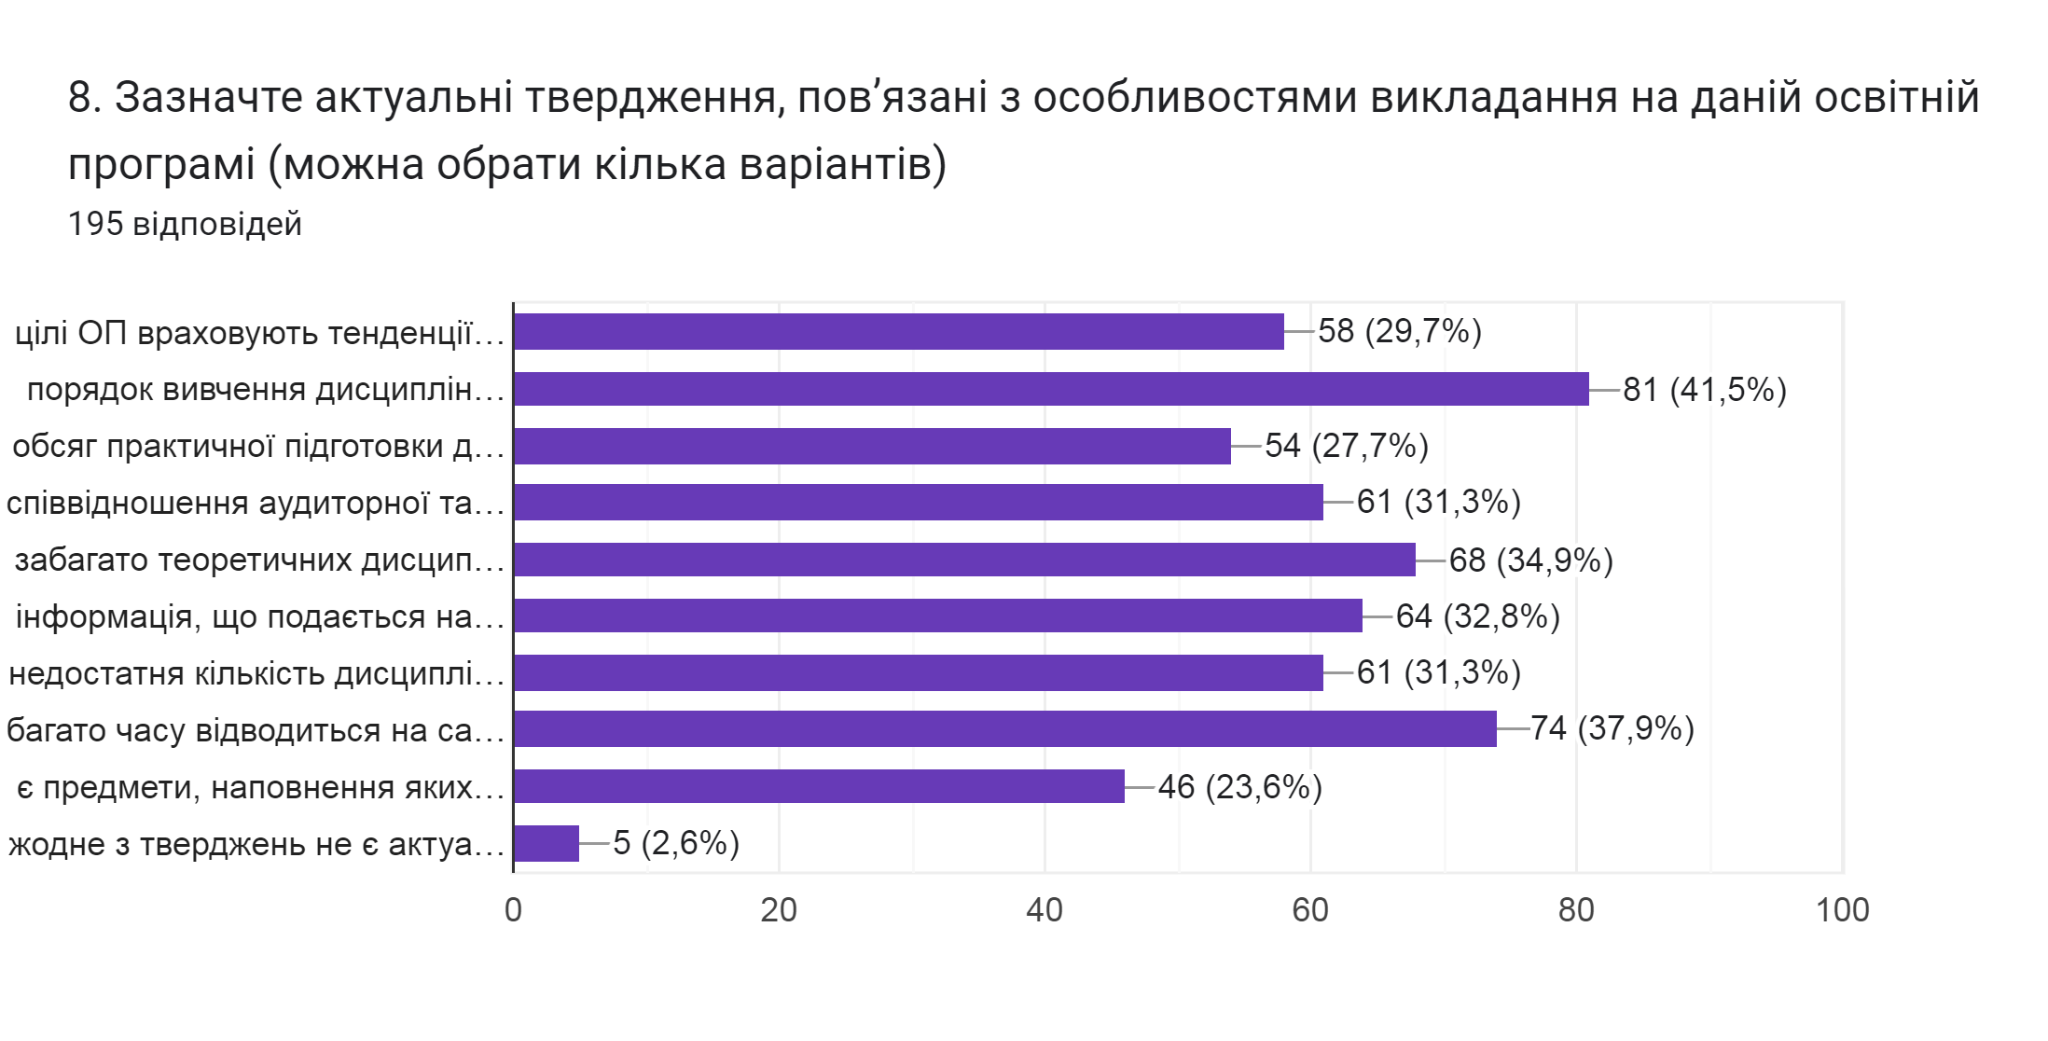 8. Зазначте актуальні твердження, пов’язані з особливостями викладання на даній освітній
програмі (можна обрати кілька варіантів)
195 відповідей
цілі ОП враховують тенденції… 58 (29,7%)
порядок вивчення дисциплін… 81 (41,5%)
обсяг практичної підготовки д… 54 (27,7%)
співвідношення аудиторної та… 61 (31,3%)
забагато теоретичних дисцип… 68 (34,9%)
інформація, що подається на… 64 (32,8%)
недостатня кількість дисциплі… 61 (31,3%)
багато часу відводиться на са… 74 (37,9%)
є предмети, наповнення яких… 46 (23,6%)
жодне з тверджень не є актуа… 5 (2,6%)
0 20 40 60 80 100